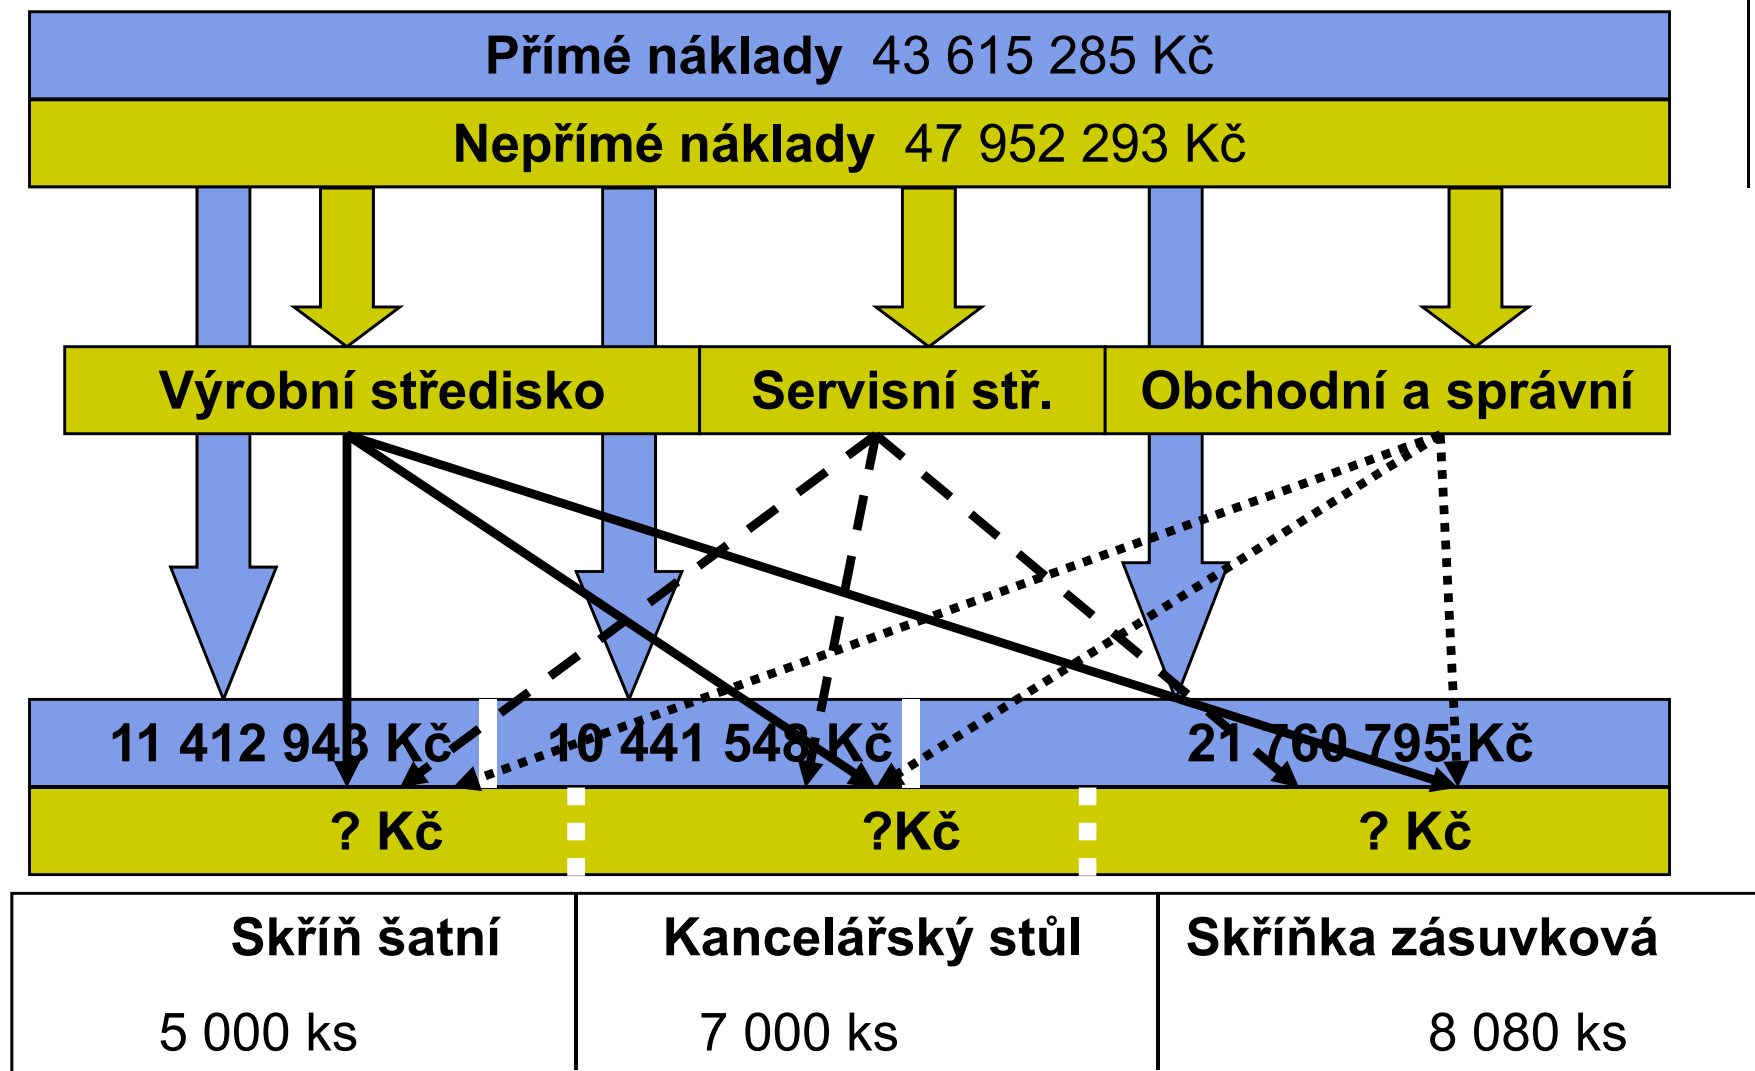 Přímé náklady 43 615 285 Kč
Nepřímé náklady 47 952 293 Kč
Výrobní středisko Servisní stř. Obchodní a správní
11 412 943 Kč 10 441 548 Kč 21 760 795 Kč
? Kč ?Kč ? Kč
Skříň šatní Kancelářský stůl Skříňka zásuvková
5 000 ks 7 000 ks 8 080 ks